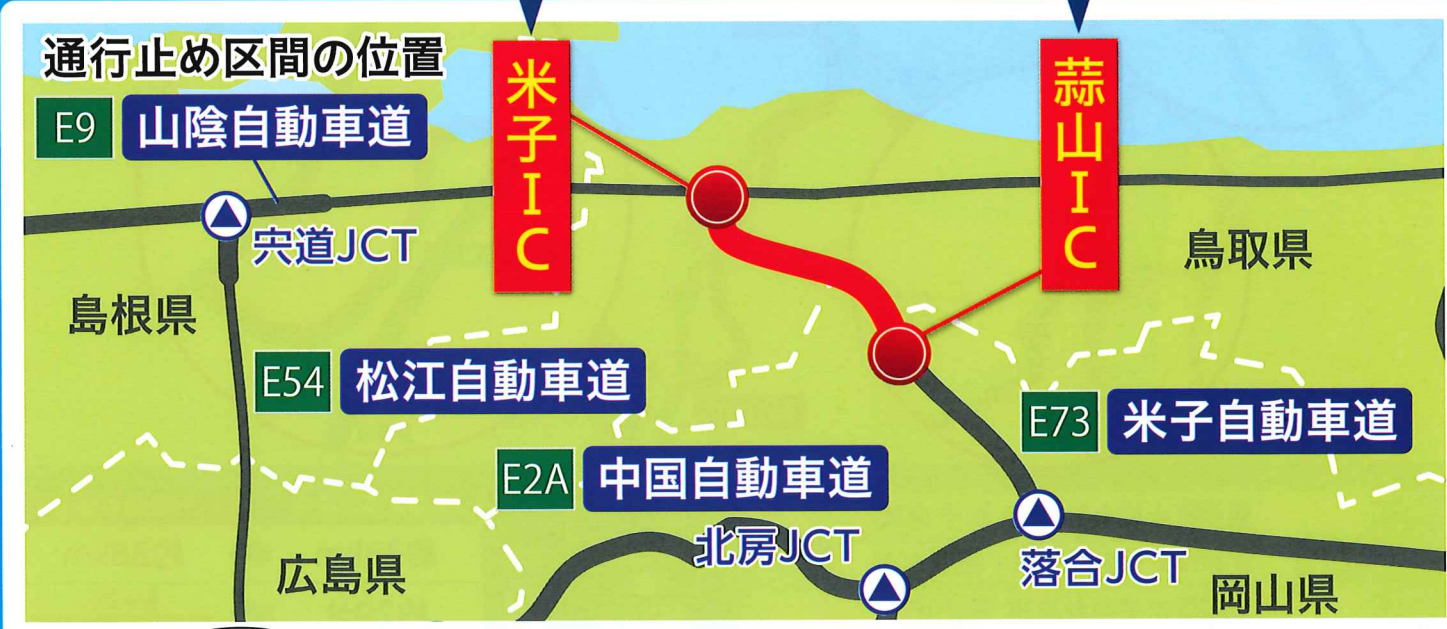 通行止め区間の位置
E9 山陰自動車道
米子IC
蒜山IC
宍道JCT
鳥取県
島根県
E54 松江自動車道
E73 米子自動車道
E2A 中国自動車道
北房JCT
落合JCT
広島県
岡山県